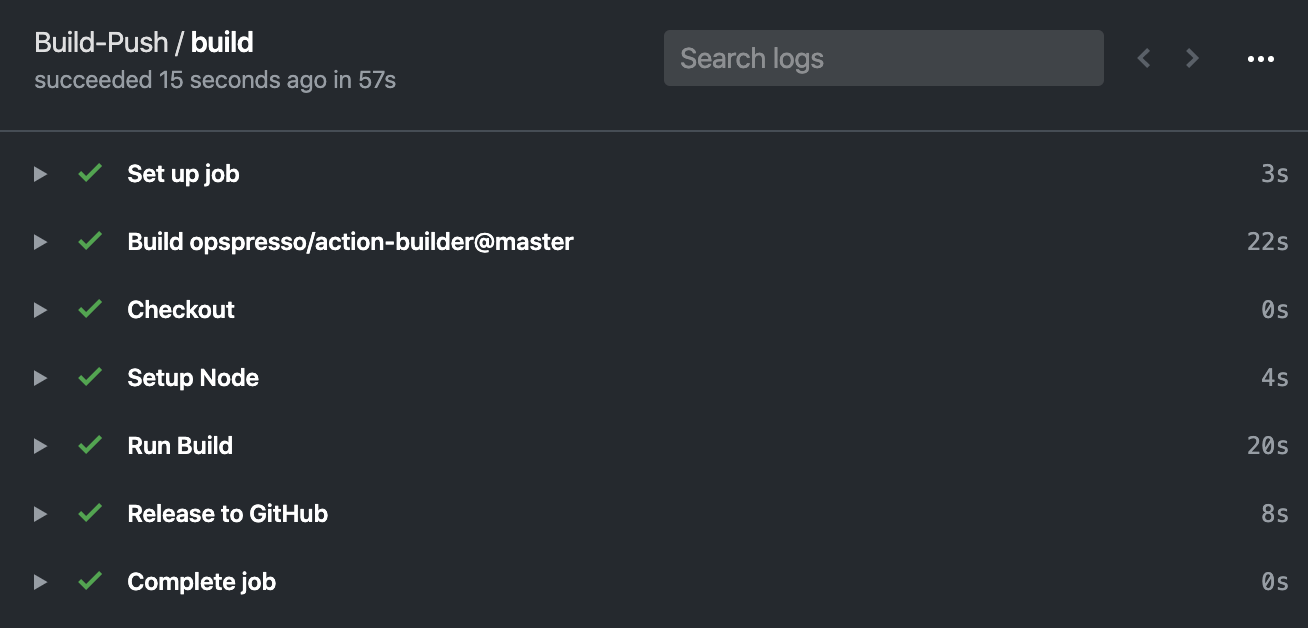 Build-Push / build
succeeded 15 seconds ago in 57s
Search logs
Set up job 3s
Build opspresso/action-builder@master 22s
Checkout 0s
Setup Node 4s
Run Build 20s
Release to GitHub 8s
Complete job 0s